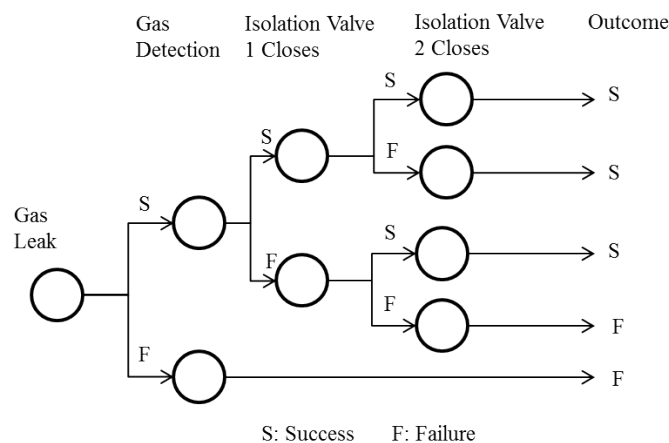 Gas
Detection
Isolation Valve
1 Closes
Isolation Valve
2 Closes
Outcome
S
S
S
F
S
S
Gas
Leak
S
F
S
S
F
F
F
F
S: Success F: Failure